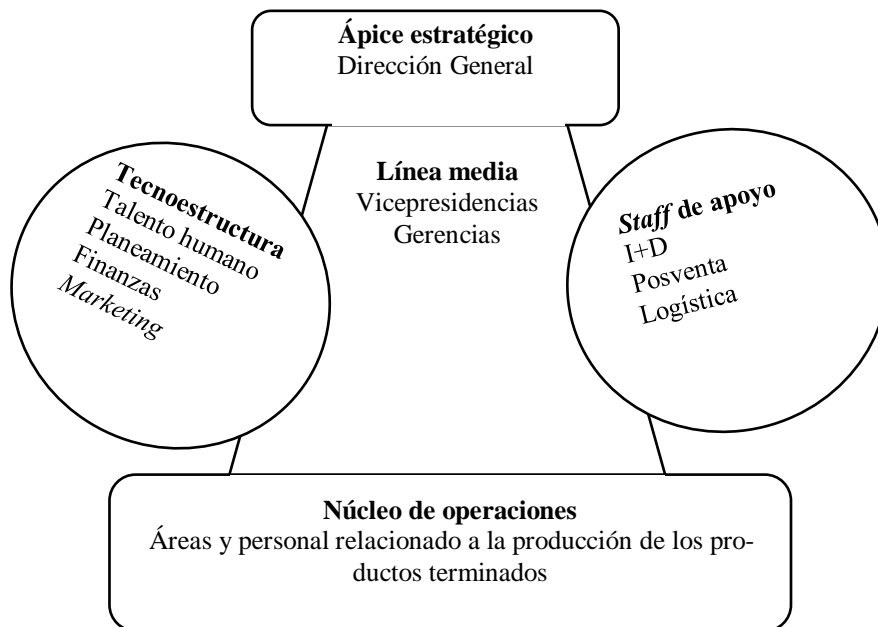 Ápice estratégico
Dirección General
Línea media
Vicepresidencias
Gerencias
Tecnoestructura
Talento humano
Planeamiento
Finanzas
Marketing
Staff de apoyo
I+D
Posventa
Logística
Núcleo de operaciones
Áreas y personal relacionado a la producción de los pro-
ductos terminados